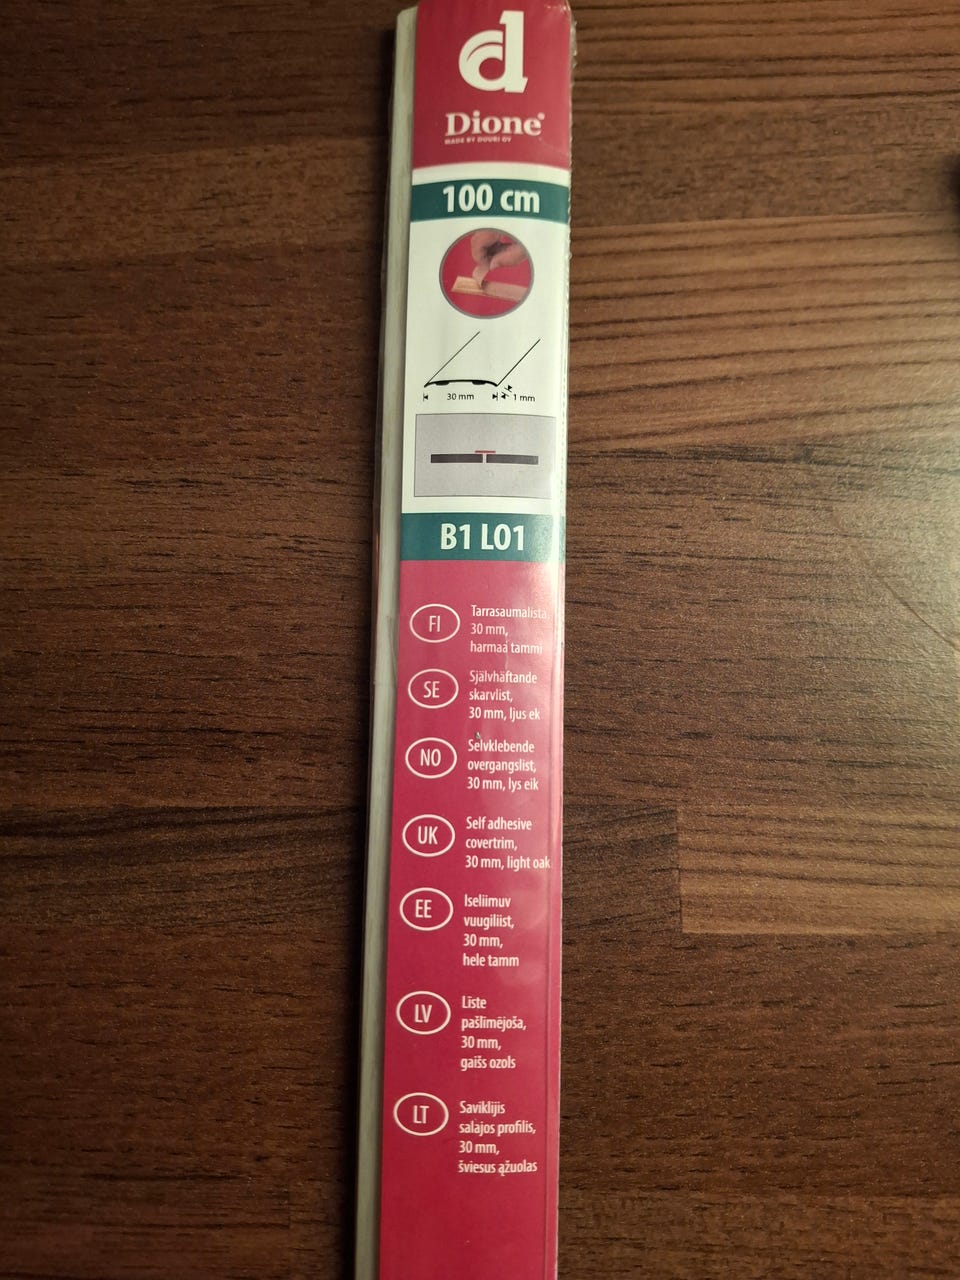 d
Dione®
MADE BY DOURI OY
100 cm
30 mm
1 mm
B1 L01
FI
Tarrasaumalista
30 mm,
harmaa tammi
SE
Självhäftande
skarvlist,
30 mm, ljus ek
NO
Selvklebende
overgangslist,
30 mm, lys eik
UK
Self adhesive
covertrim,
30 mm, light oak
EE
Iseliimuv
vuugiliist,
30 mm,
hele tamm
LV
Līste
pašlīmējoša,
30 mm,
gaišs ozols
LT
Saviklijis
salajos profilis,
30 mm,
šviesus ąžuolas